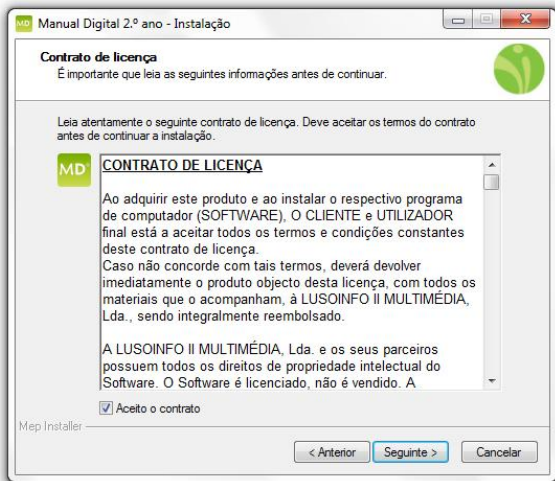 Manual Digital 2.º ano - Instalação
Contrato de licença
É importante que leia as seguintes informações antes de continuar.
Leia atentamente o seguinte contrato de licença. Deve aceitar os termos do contrato
antes de continuar a instalação.
MD
CONTRATO DE LICENÇA
Ao adquirir este produto e ao instalar o respectivo programa
de computador (SOFTWARE), O CLIENTE e UTILIZADOR
final está a aceitar todos os termos e condições constantes
deste contrato de licença.
Caso não concorde com tais termos, deverá devolver
imediatamente o produto objecto desta licença, com todos os
materiais que o acompanham, à LUSOINFO II MULTIMÉDIA,
Lda., sendo integralmente reembolsado.
A LUSOINFO II MULTIMÉDIA, Lda. e os seus parceiros
possuem todos os direitos de propriedade intelectual do
Software. O Software é licenciado, não é vendido. A
Aceito o contrato
Mep Installer
< Anterior
Seguinte >
Cancelar